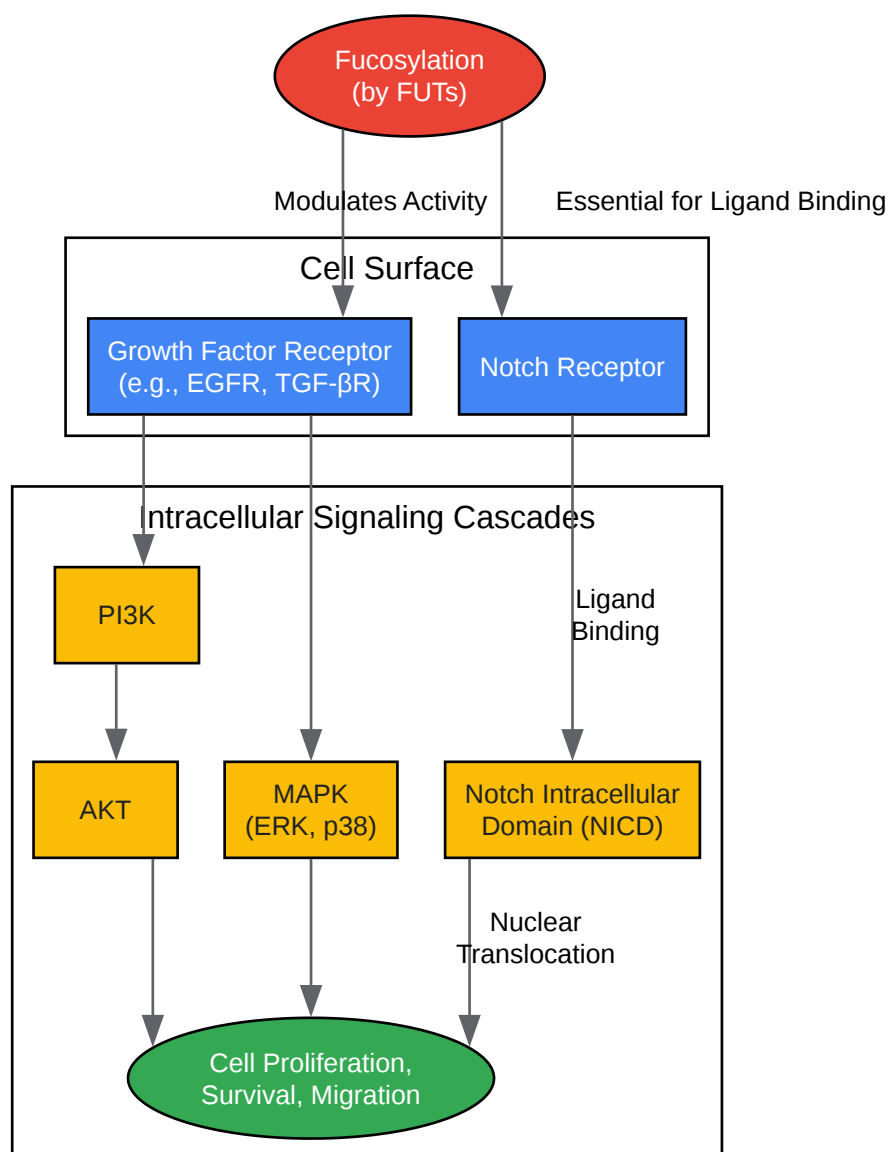 Fucosylation
(by FUTs)
Modulates Activity
Essential for Ligand Binding
Cell Surface
Growth Factor Receptor
(e.g., EGFR, TGF-βR)
Notch Receptor
Intracellular Signaling Cascades
PI3K
Ligand
Binding
AKT
MAPK
(ERK, p38)
Notch Intracellular
Domain (NICD)
Nuclear
Translocation
Cell Proliferation,
Survival, Migration